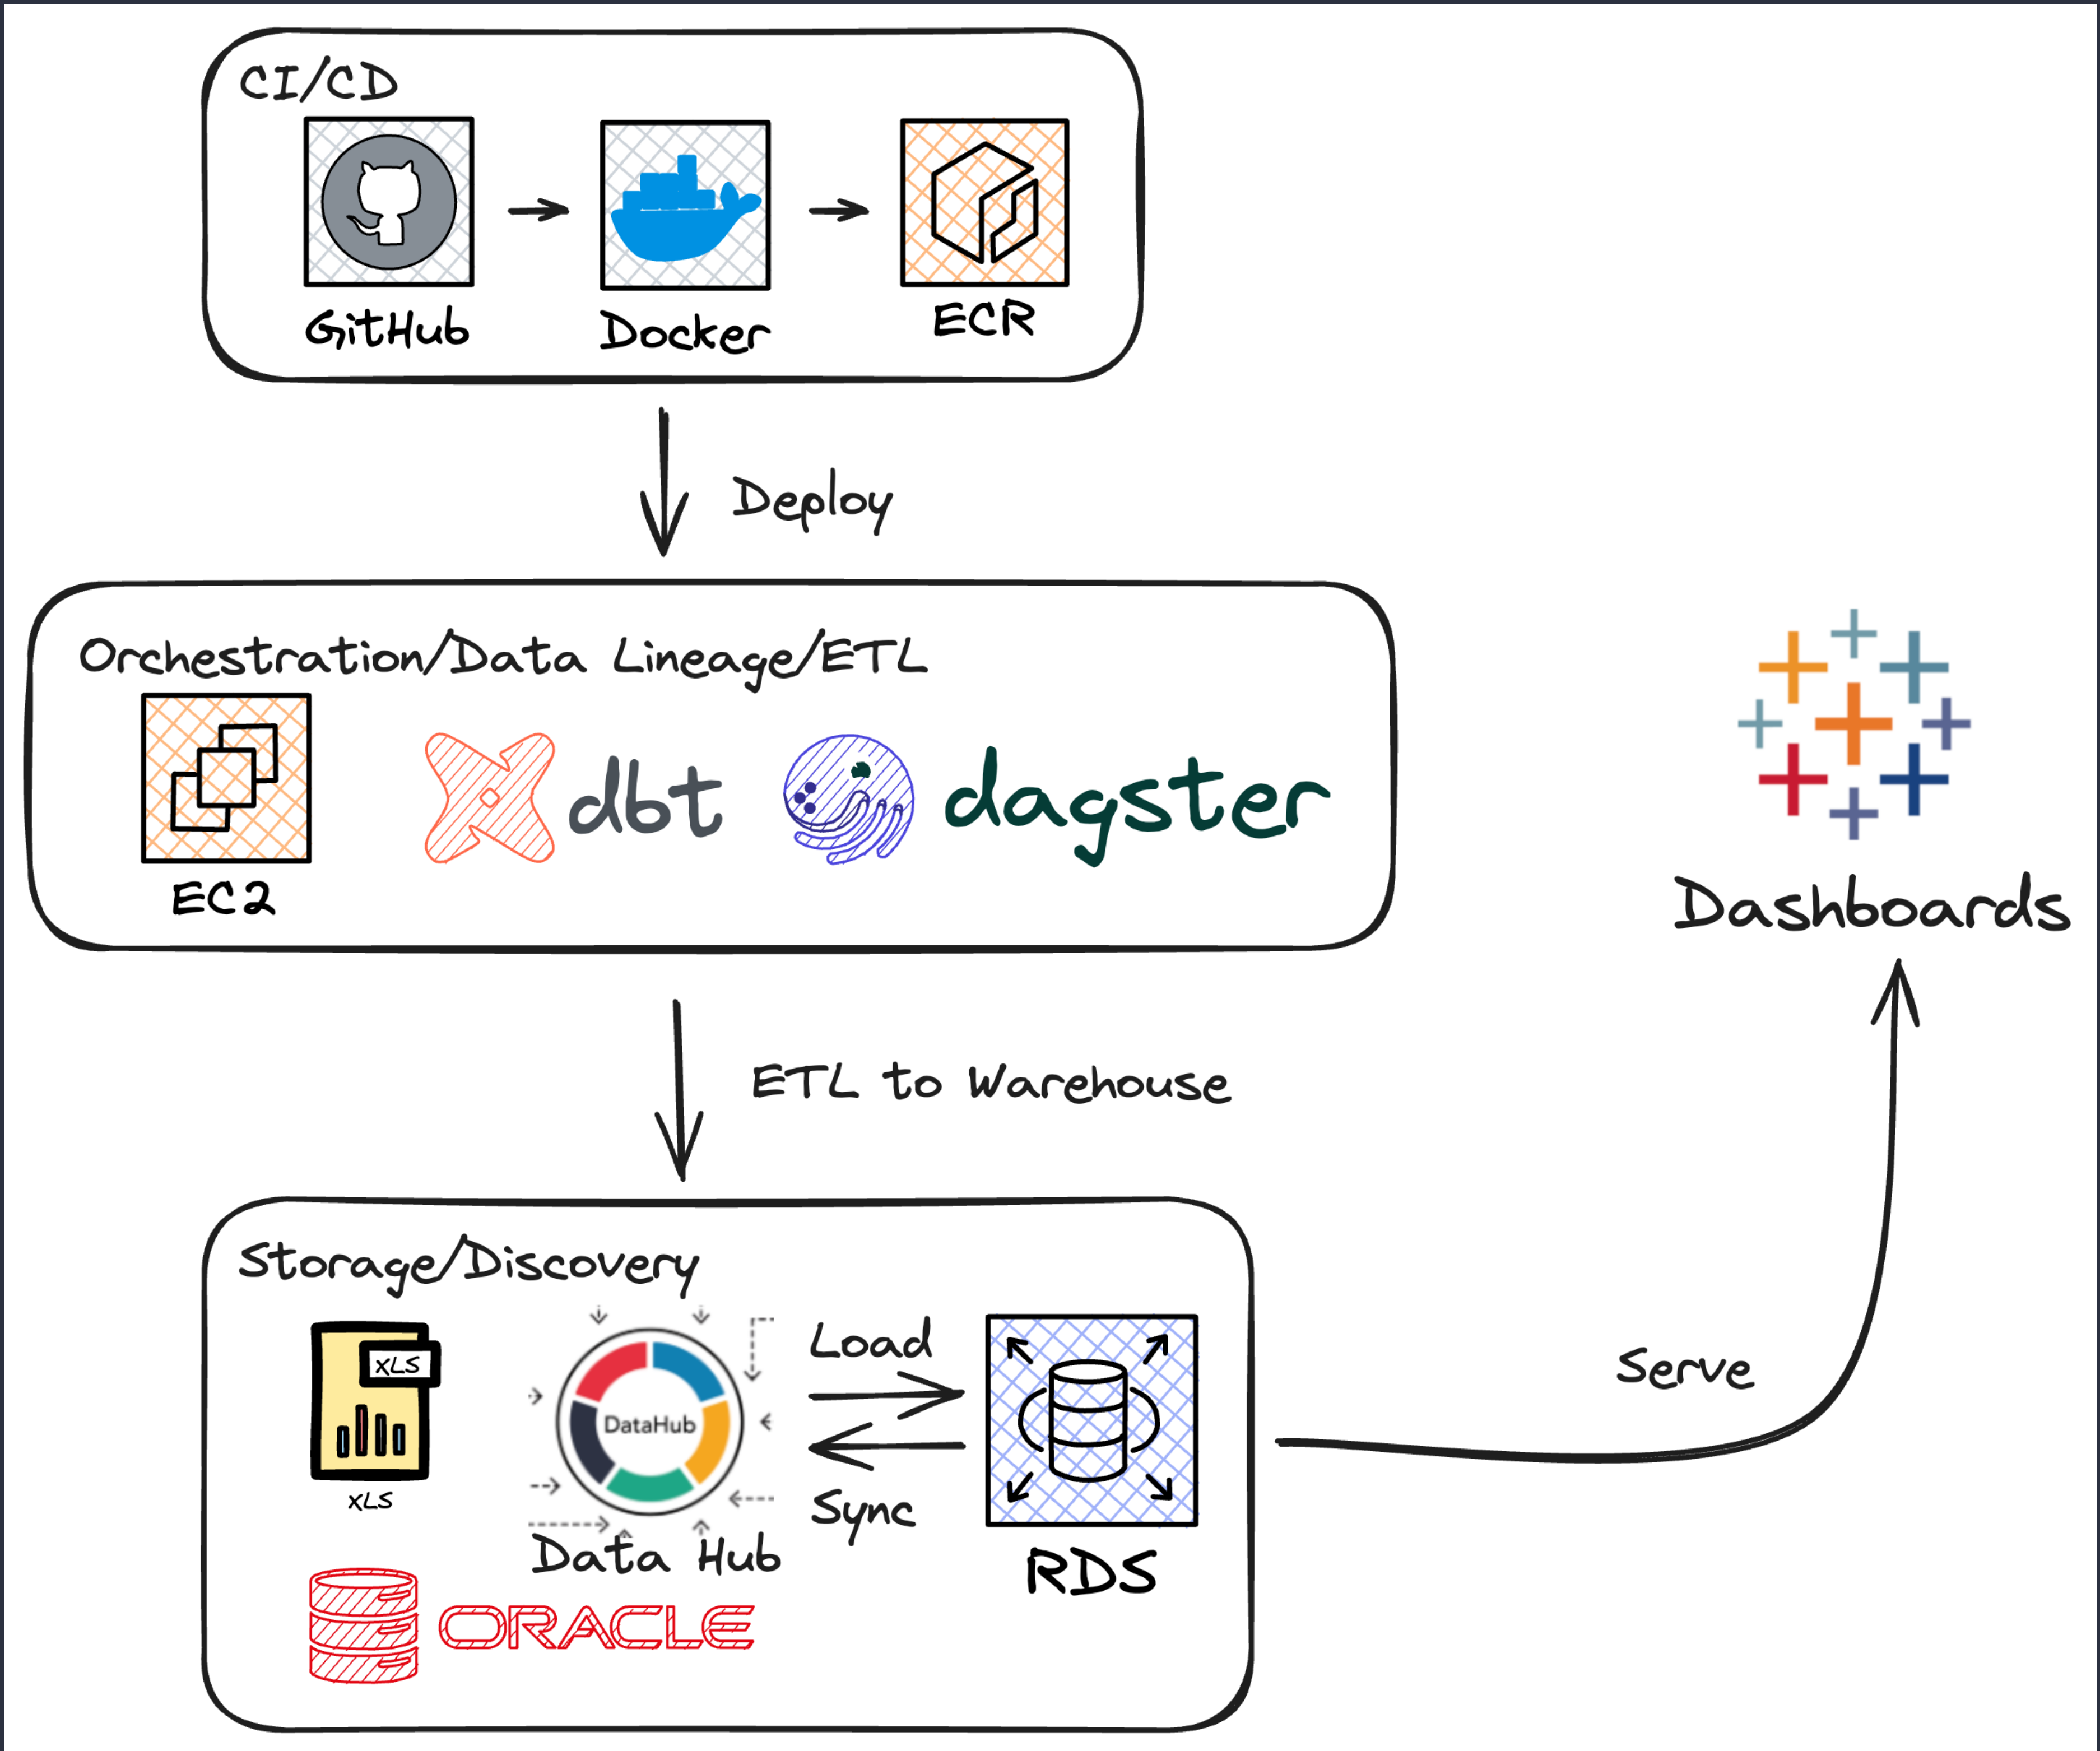 CI/CD
GitHub
Docker
ECR
Deploy
Orchestration/Data Lineage/ETL
EC2
dbt
dagster
Dashboards
ETL to Warehouse
Storage/Discovery
XLS
XLS
DataHub
Data Hub
Load
Sync
RDS
ORACLE
Serve